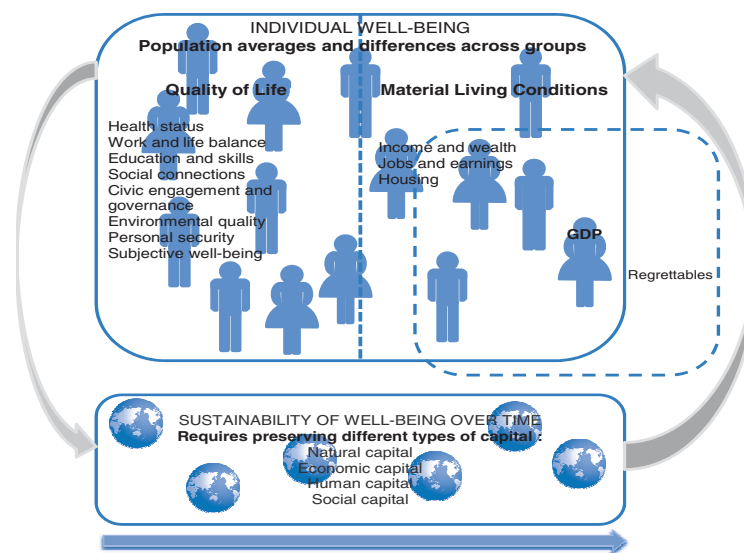 INDIVIDUAL WELL-BEING
Population averages and differences across groups
Quality of Life
Health status
Work and life balance
Education and skills
Social connections
Civic engagement and
governance
Environmental quality
Personal security
Subjective well-being
Material Living Conditions
Income and wealth
Jobs and earnings
Housing
GDP
Regrettables
SUSTAINABILITY OF WELL-BEING OVER TIME
Requires preserving different types of capital :
Natural capital
Economic capital
Human capital
Social capital